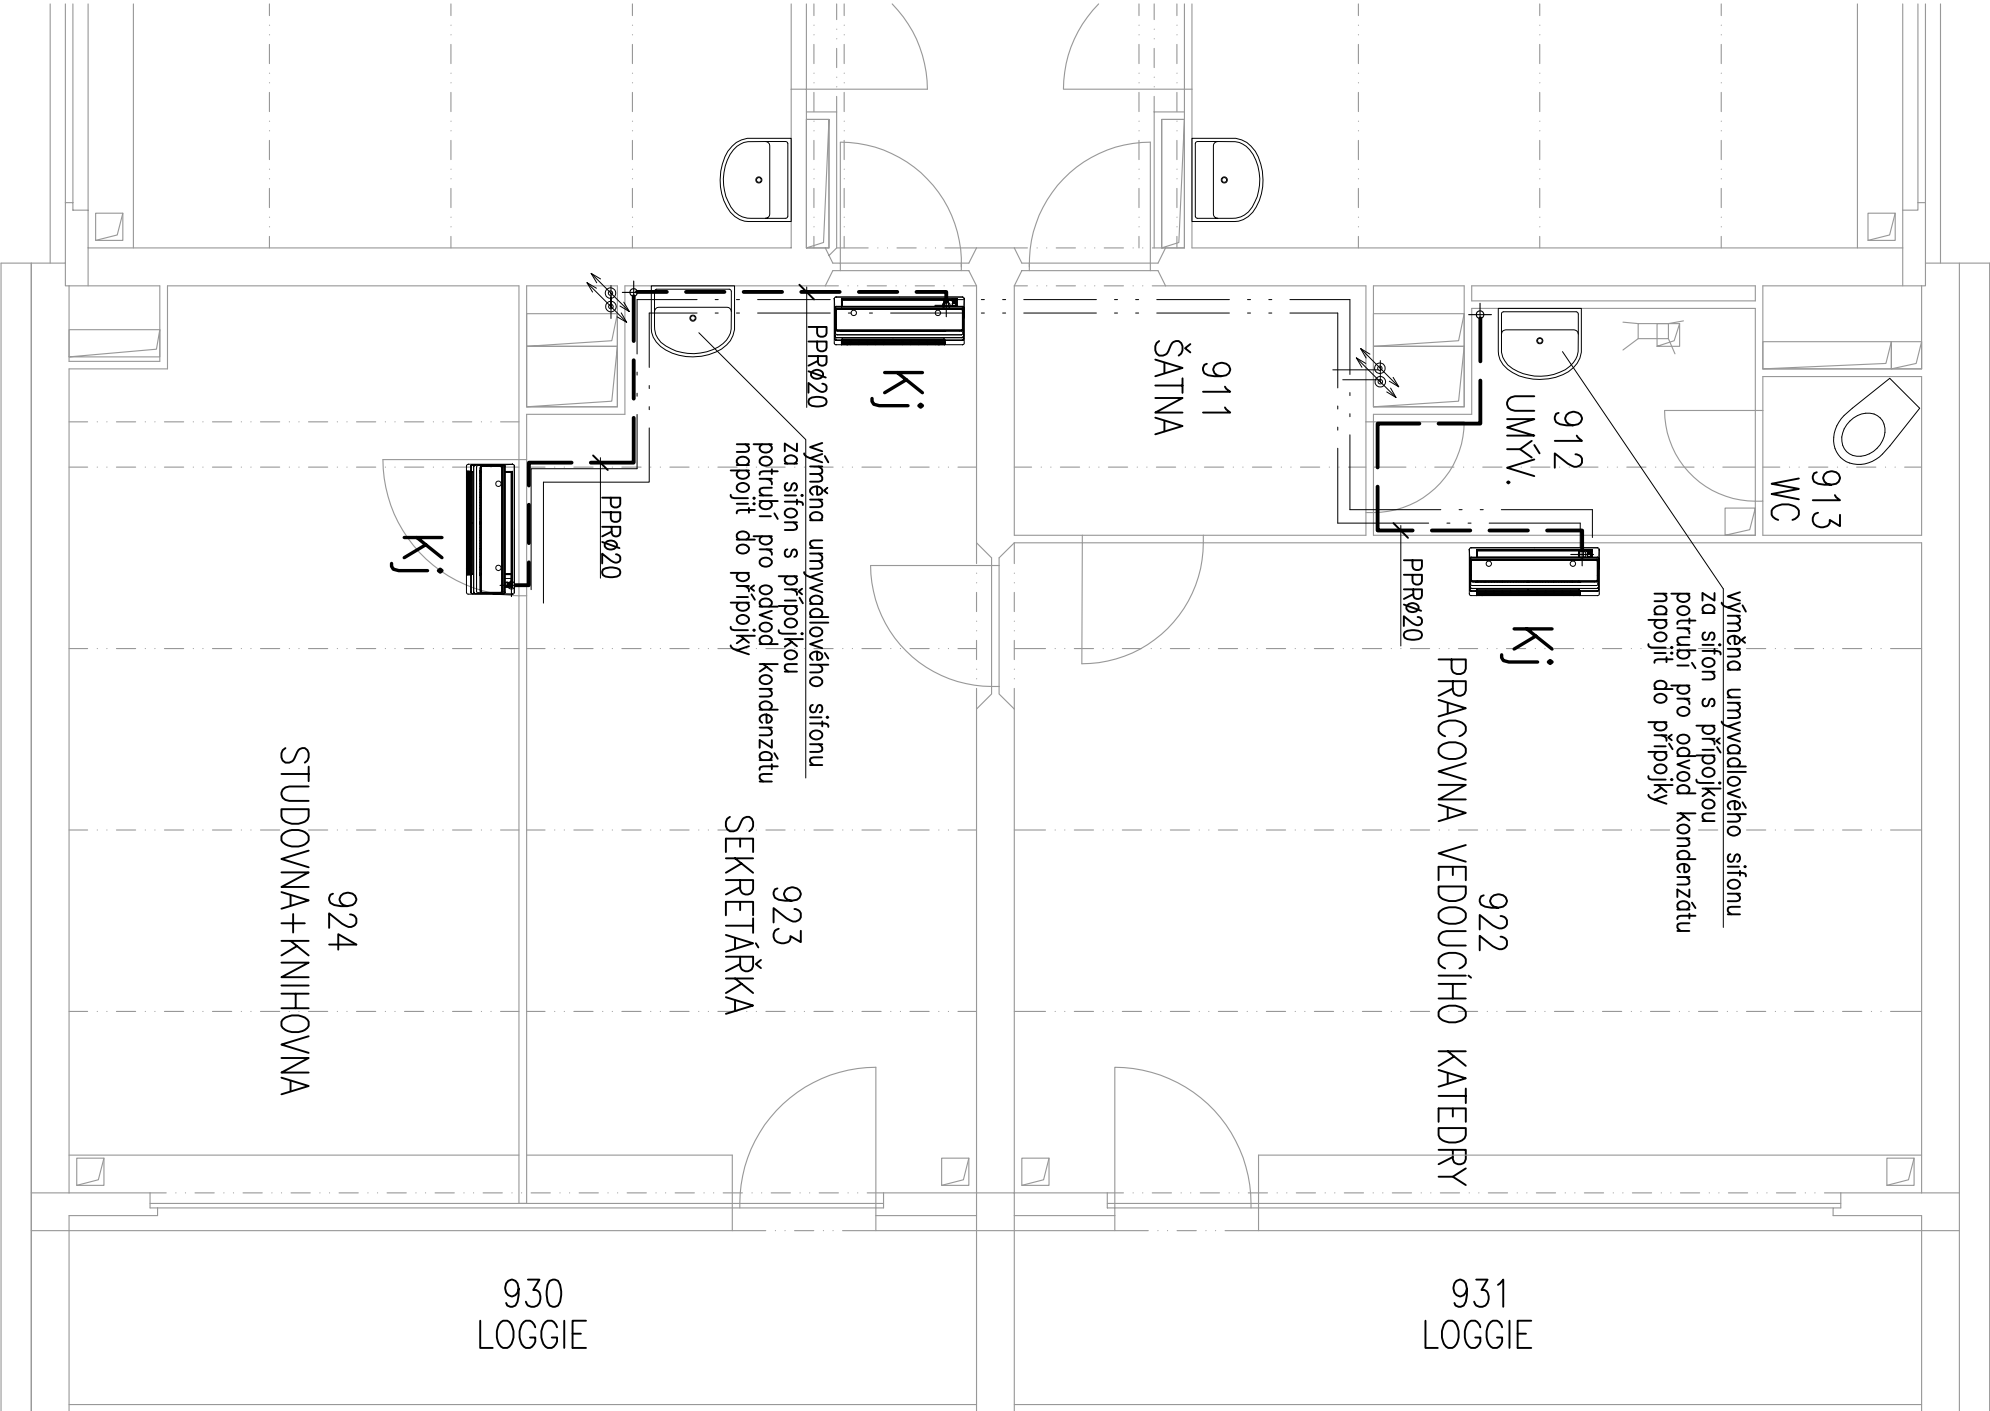 PPRø20
Kj.
výměna umyvadlového sifonu
za sifon s přípojkou
potrubí pro odvod kondenzátu
napojit do přípojky
PPRø20
Kj.
911
ŠATNA
912
UMÝV.
913
WC
PPRø20
Kj.
výměna umyvadlového sifonu
za sifon s přípojkou
potrubí pro odvod kondenzátu
napojit do přípojky
924
STUDOVNA+KNIHOVNA
923
SEKRETÁŘKA
922
PRACOVNA VEDOUCÍHO KATEDRY
930
LOGGIE
931
LOGGIE